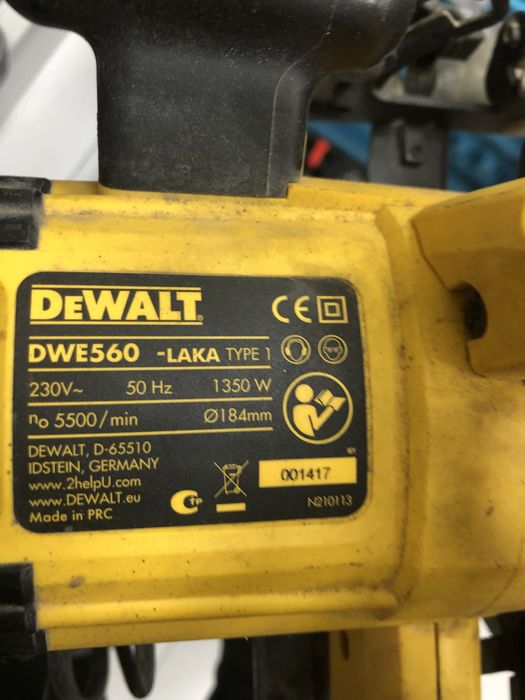 DEWALT
CE
DWE560 -LAKA TYPE 1
230V~ 50 Hz 1350 W
n₀ 5500/min Ø184mm
DEWALT, D-65510
IDSTEIN, GERMANY
www.2helpU.com
www.DEWALT.eu
Made in PRC
001417
N210113